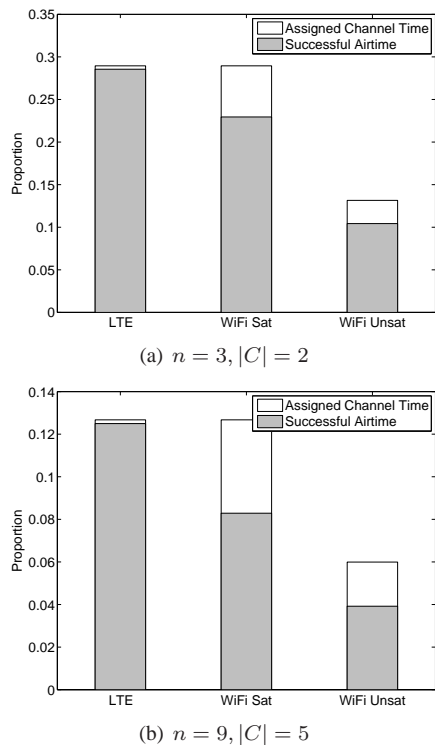 0.35
0.3
0.25
0.2
0.15
0.1
0.05
0
Proportion
Assigned Channel Time
Successful Airtime
LTE WiFi Sat WiFi Unsat
(a) n = 3, |C| = 2
0.14
0.12
0.1
0.08
0.06
0.04
0.02
0
Proportion
Assigned Channel Time
Successful Airtime
LTE WiFi Sat WiFi Unsat
(b) n = 9, |C| = 5